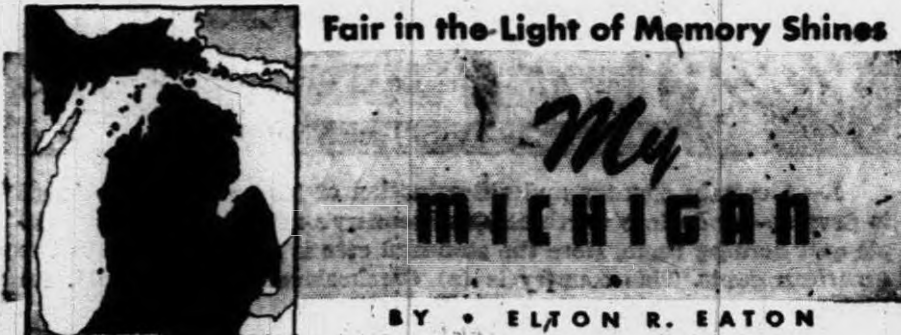 Fair in the Light of Memory Shines
My
MICHIGAN
BY • ELTON R. EATON